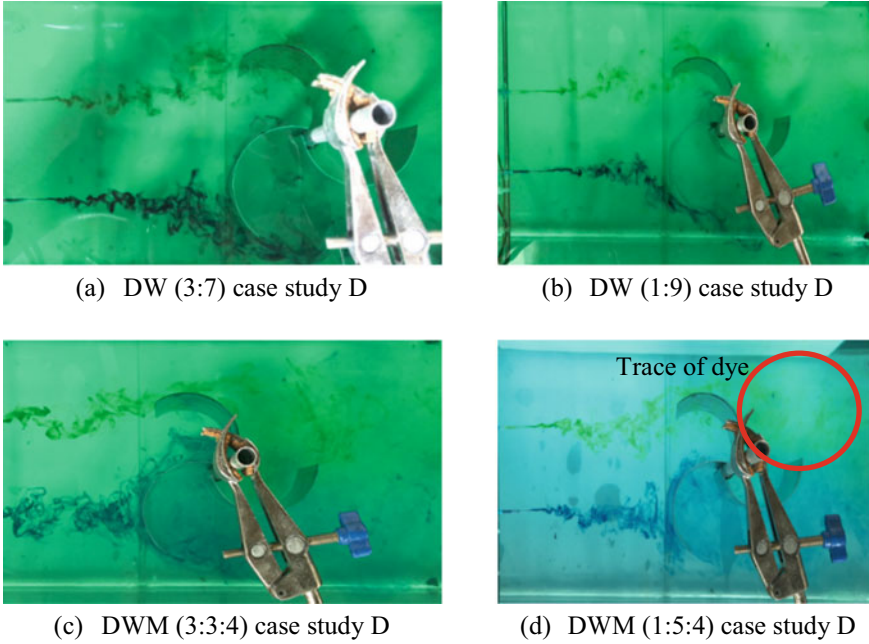 (a) DW (3:7) case study D
(b) DW (1:9) case study D
Trace of dye
(c) DWM (3:3:4) case study D
(d) DWM (1:5:4) case study D